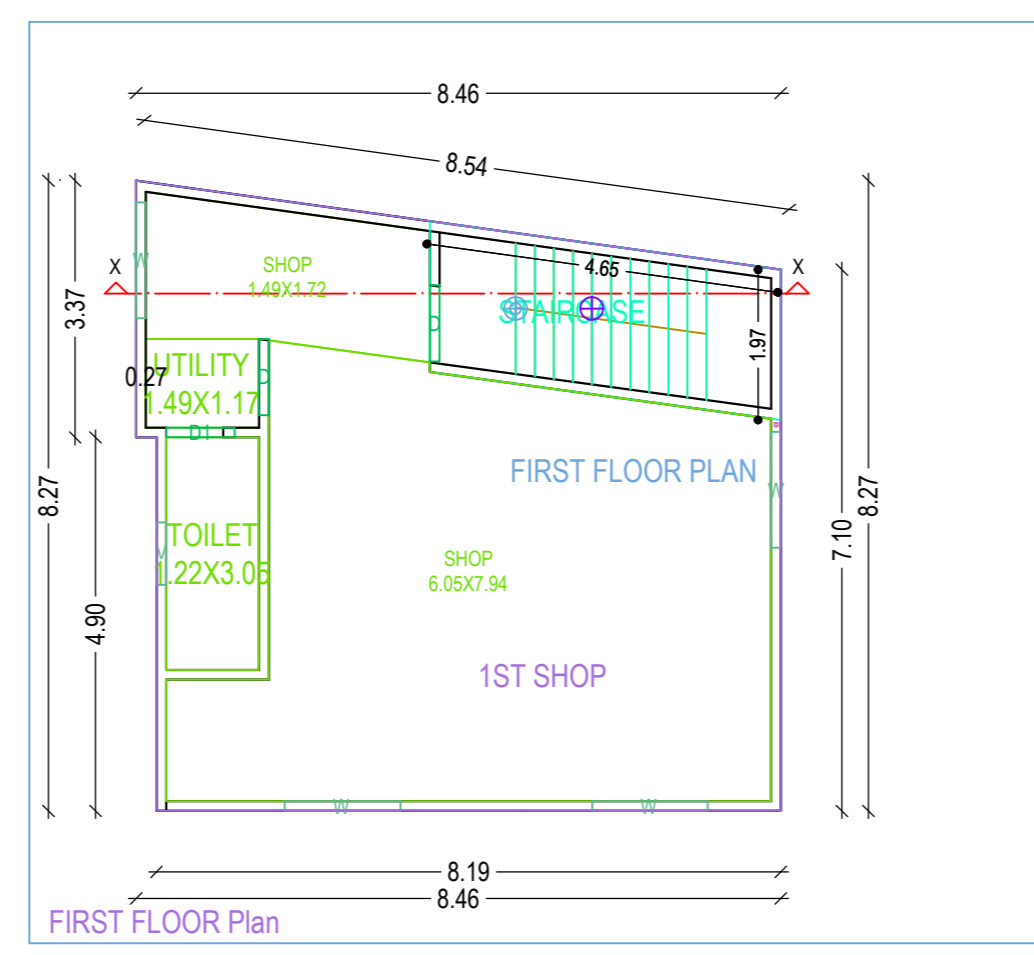 8.46
8.54
W
X
SHOP
1.49X1.72
4.65
X
STAIRCASE
D
3.37
1.97
0.27
UTILITY
1.49X1.17
D
D1
FIRST FLOOR PLAN
W
8.27
8.27
7.10
TOILET
1.22X3.05
V
SHOP
6.05X7.94
4.90
1ST SHOP
W
W
8.19
8.46
FIRST FLOOR Plan